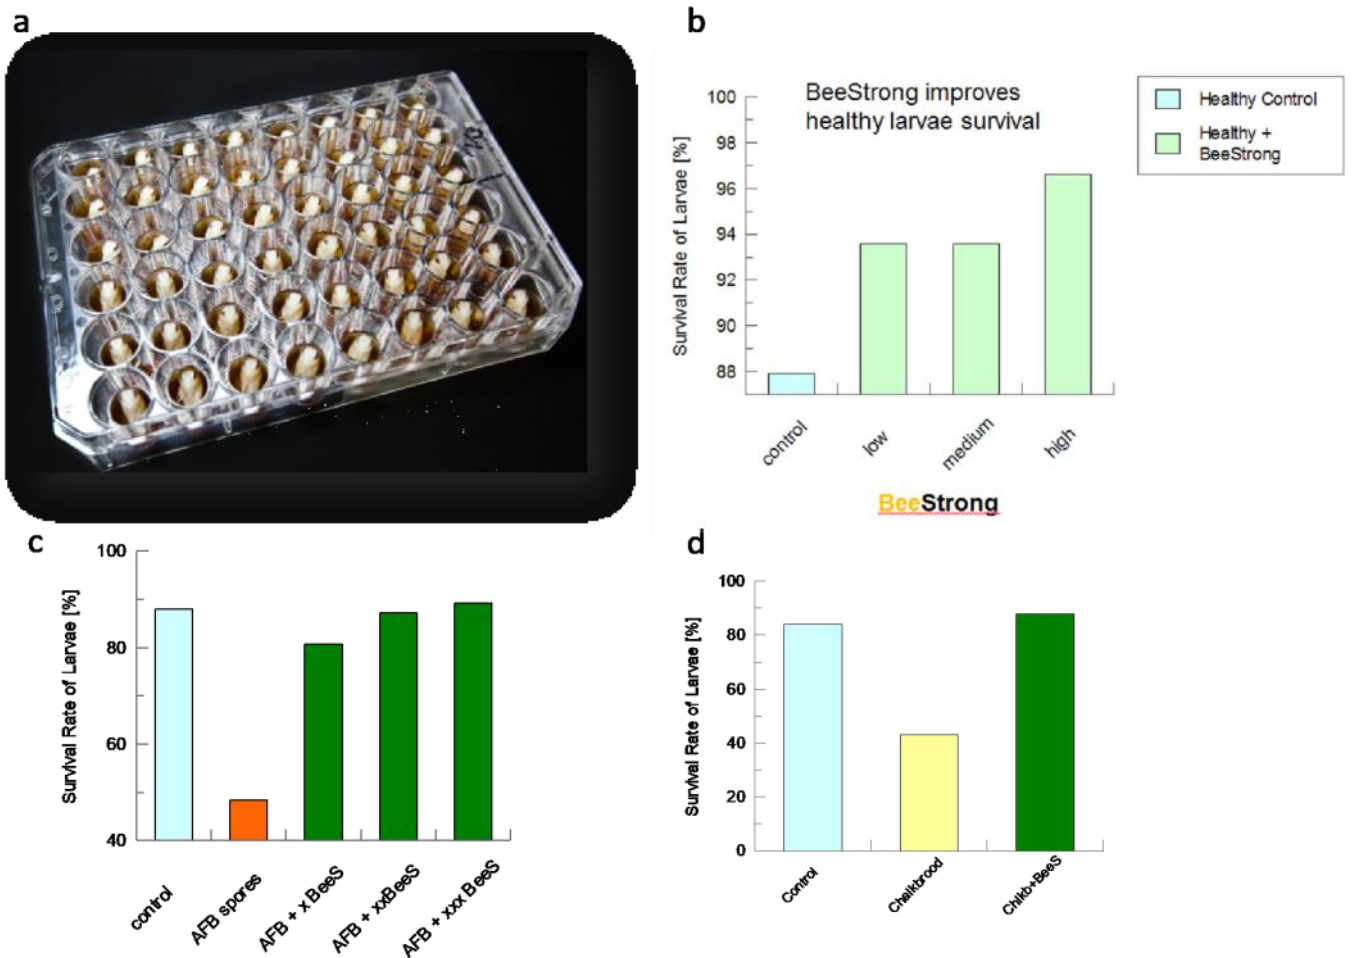 a
b
BeeStrong improves
healthy larvae survival
Healthy Control
Healthy +
BeeStrong
Survival Rate of Larvae [%]
100
98
96
94
92
90
88
control
low
medium
high
BeeStrong
c
Survival Rate of Larvae [%]
100
80
60
40
control
AFB spores
AFB + x BeeS
AFB + xxBeeS
AFB + xxx BeeS
d
Survival Rate of Larvae [%]
100
80
60
40
20
0
Control
Chalkbrood
Chlkb+BeeS